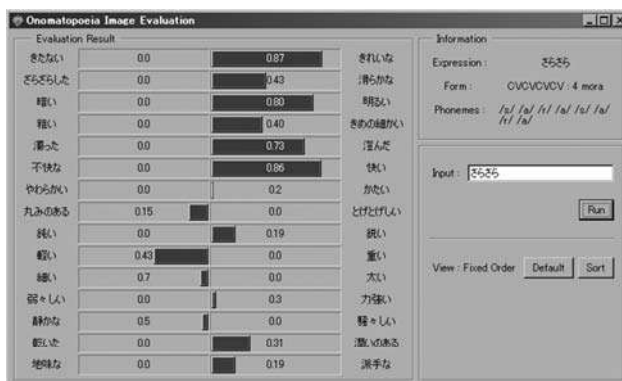 Onomatopoeia Image Evaluation
Evaluation Result
きたない 0.0 0.87 きれいな
ざらざらした 0.0 0.43 滑らかな
暗い 0.0 0.80 明るい
粗い 0.0 0.40 きめの細かい
濁った 0.0 0.73 澄んだ
不快な 0.0 0.86 快い
やわらかい 0.0 0.2 かたい
丸みのある 0.15 0.0 とげとげしい
鈍い 0.0 0.19 鋭い
軽い 0.43 0.0 重い
細い 0.7 0.0 太い
弱々しい 0.0 0.3 力強い
静かな 0.5 0.0 騒々しい
乾いた 0.0 0.31 潤いのある
地味な 0.0 0.19 派手な
Information
Expression : さらさら
Form : CVCVCVCV : 4 mora
Phonemes : /s/ /a/ /r/ /a/ /s/ /a/
/r/ /a/
Input : さらさら
Run
View : Fixed Order Default Sort